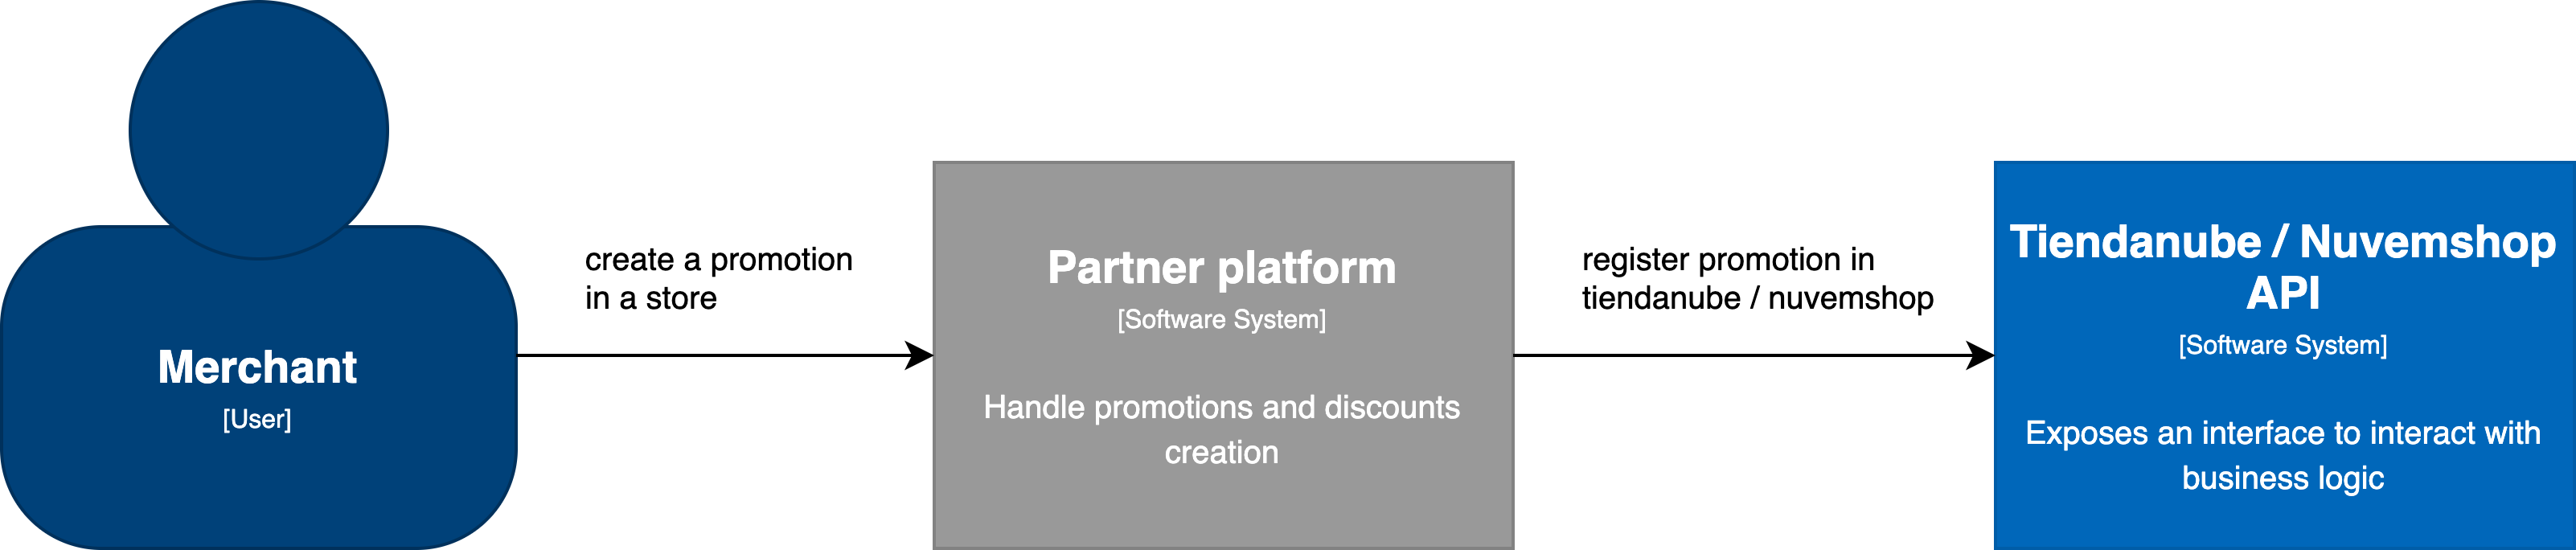 Merchant
[User]
create a promotion
in a store
Partner platform
[Software System]
Handle promotions and discounts
creation
register promotion in
tiendanube / nuvemshop
Tiendanube / Nuvemshop
API
[Software System]
Exposes an interface to interact with
business logic